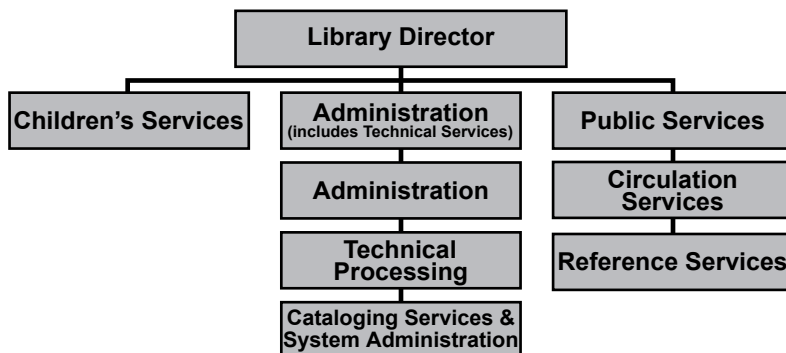 Library Director
Children’s Services
Administration
(includes Technical Services)
Public Services
Administration
Circulation
Services
Technical
Processing
Reference Services
Cataloging Services &
System Administration